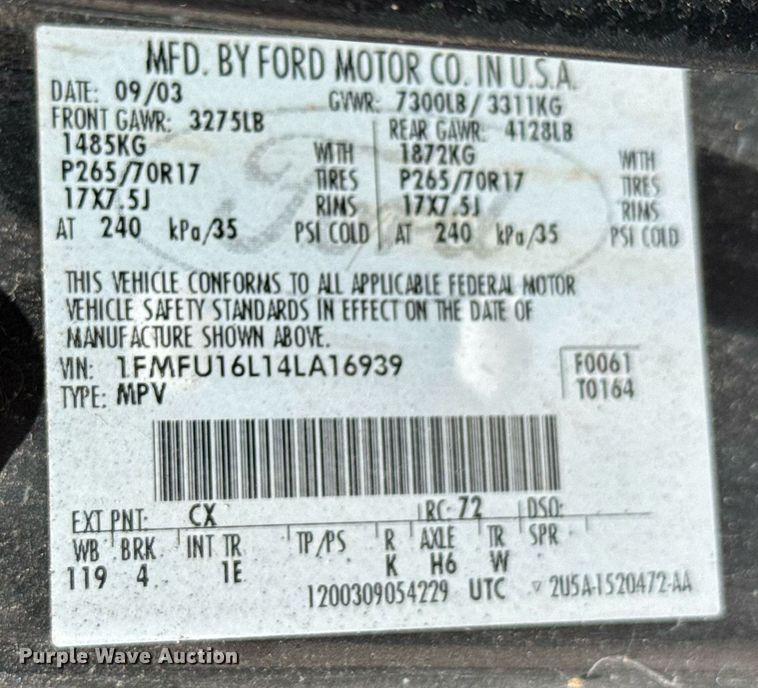 MFD. BY FORD MOTOR CO. IN U.S.A.
DATE: 09/03 GVWR: 7300LB / 3311KG
FRONT GAWR: 3275LB REAR GAWR: 4128LB
1485KG WITH 1872KG WITH
P265/70R17 TIRES P265/70R17 TIRES
17X7.5J RIMS 17X7.5J RIMS
AT 240 kPa/35 PSI COLD AT 240 kPa/35 PSI COLD
THIS VEHICLE CONFORMS TO ALL APPLICABLE FEDERAL MOTOR
VEHICLE SAFETY STANDARDS IN EFFECT ON THE DATE OF
MANUFACTURE SHOWN ABOVE.
VIN: 1FMFU16L14LA16939 F0061
TYPE: MPV T0164
EXT PNT: CX RC: 72 DSO:
WB BRK INT TR TP/PS R AXLE TR SPR
119 4 1E K H6 W
1200309054229 UTC ▽ 2U5A-1520472-AA
Purple Wave Auction